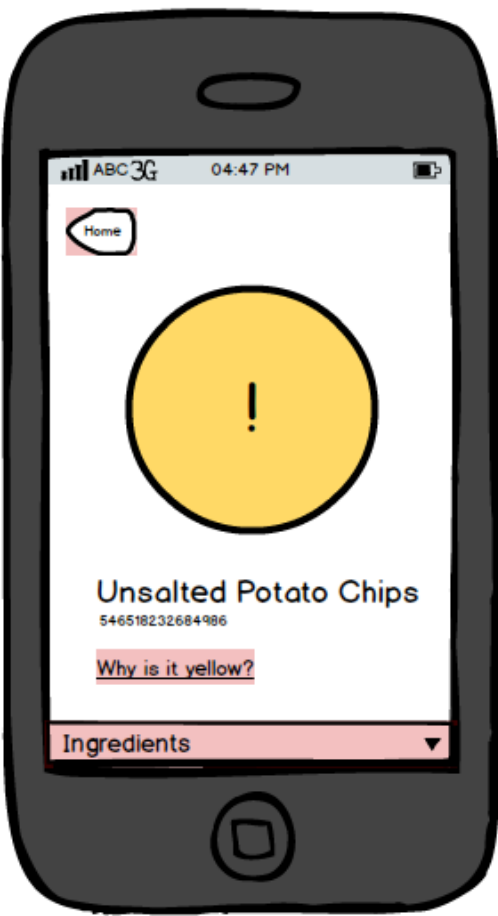 ABC 3G 04:47 PM
Home
!
Unsalted Potato Chips
546518232684986
Why is it yellow?
Ingredients